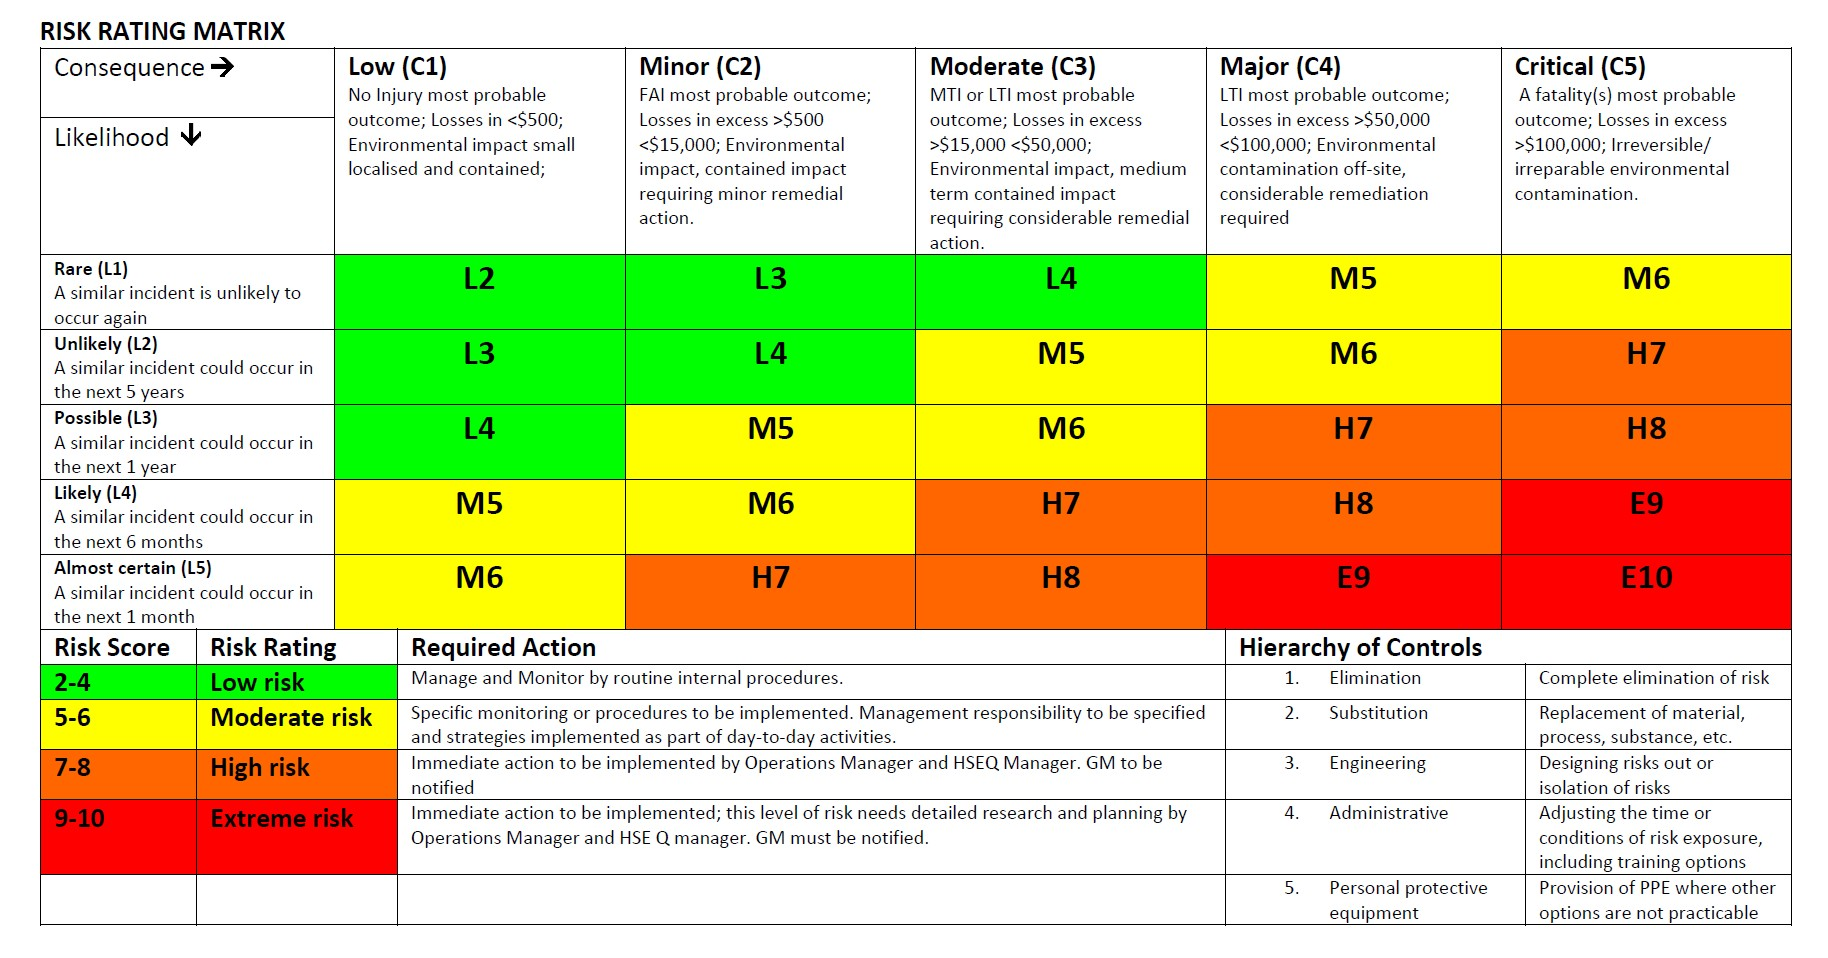 RISK RATING MATRIX
Consequence →
Likelihood ↓
Low (C1)
No Injury most probable
outcome; Losses in <$500;
Environmental impact small
localised and contained;
Minor (C2)
FAI most probable outcome;
Losses in excess >$500
<$15,000; Environmental
impact, contained impact
requiring minor remedial
action.
Moderate (C3)
MTI or LTI most probable
outcome; Losses in excess
>$15,000 <$50,000;
Environmental impact, medium
term contained impact
requiring considerable remedial
action.
Major (C4)
LTI most probable outcome;
Losses in excess >$50,000
<$100,000; Environmental
contamination off-site,
considerable remediation
required
Critical (C5)
A fatality(s) most probable
outcome; Losses in excess
>$100,000; Irreversible/
irreparable environmental
contamination.
Rare (L1)
A similar incident is unlikely to
occur again
L2
L3
L4
M5
M6
Unlikely (L2)
A similar incident could occur in
the next 5 years
L3
L4
M5
M6
H7
Possible (L3)
A similar incident could occur in
the next 1 year
L4
M5
M6
H7
H8
Likely (L4)
A similar incident could occur in
the next 6 months
M5
M6
H7
H8
E9
Almost certain (L5)
A similar incident could occur in
the next 1 month
M6
H7
H8
E9
E10
Risk Score
Risk Rating
Required Action
Hierarchy of Controls
2-4
Low risk
Manage and Monitor by routine internal procedures.
1. Elimination
Complete elimination of risk
5-6
Moderate risk
Specific monitoring or procedures to be implemented. Management responsibility to be specified
and strategies implemented as part of day-to-day activities.
2. Substitution
Replacement of material,
process, substance, etc.
7-8
High risk
Immediate action to be implemented by Operations Manager and HSEQ Manager. GM to be
notified
3. Engineering
Designing risks out or
isolation of risks
9-10
Extreme risk
Immediate action to be implemented; this level of risk needs detailed research and planning by
Operations Manager and HSE Q manager. GM must be notified.
4. Administrative
Adjusting the time or
conditions of risk exposure,
including training options
5. Personal protective
equipment
Provision of PPE where other
options are not practicable